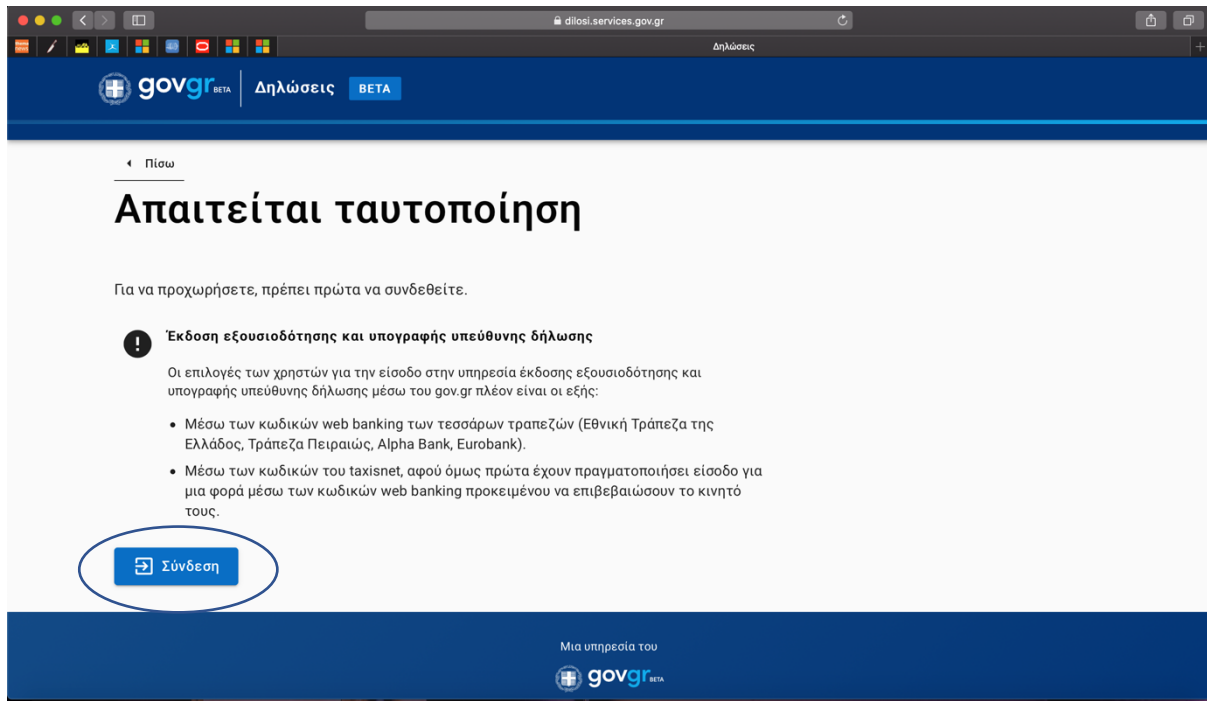 dilosi.services.gov.gr
Δηλώσεις
govgr BETA Δηλώσεις BETA
Πίσω
Απαιτείται ταυτοποίηση
Για να προχωρήσετε, πρέπει πρώτα να συνδεθείτε.
Έκδοση εξουσιοδότησης και υπογραφής υπεύθυνης δήλωσης
Οι επιλογές των χρηστών για την είσοδο στην υπηρεσία έκδοσης εξουσιοδότησης και
υπογραφής υπεύθυνης δήλωσης μέσω του gov.gr πλέον είναι οι εξής:
• Μέσω των κωδικών web banking των τεσσάρων τραπεζών (Εθνική Τράπεζα της
Ελλάδος, Τράπεζα Πειραιώς, Alpha Bank, Eurobank).
• Μέσω των κωδικών του taxisnet, αφού όμως πρώτα έχουν πραγματοποιήσει είσοδο για
μια φορά μέσω των κωδικών web banking προκειμένου να επιβεβαιώσουν το κινητό
τους.
Σύνδεση
Μια υπηρεσία του
govgr BETA